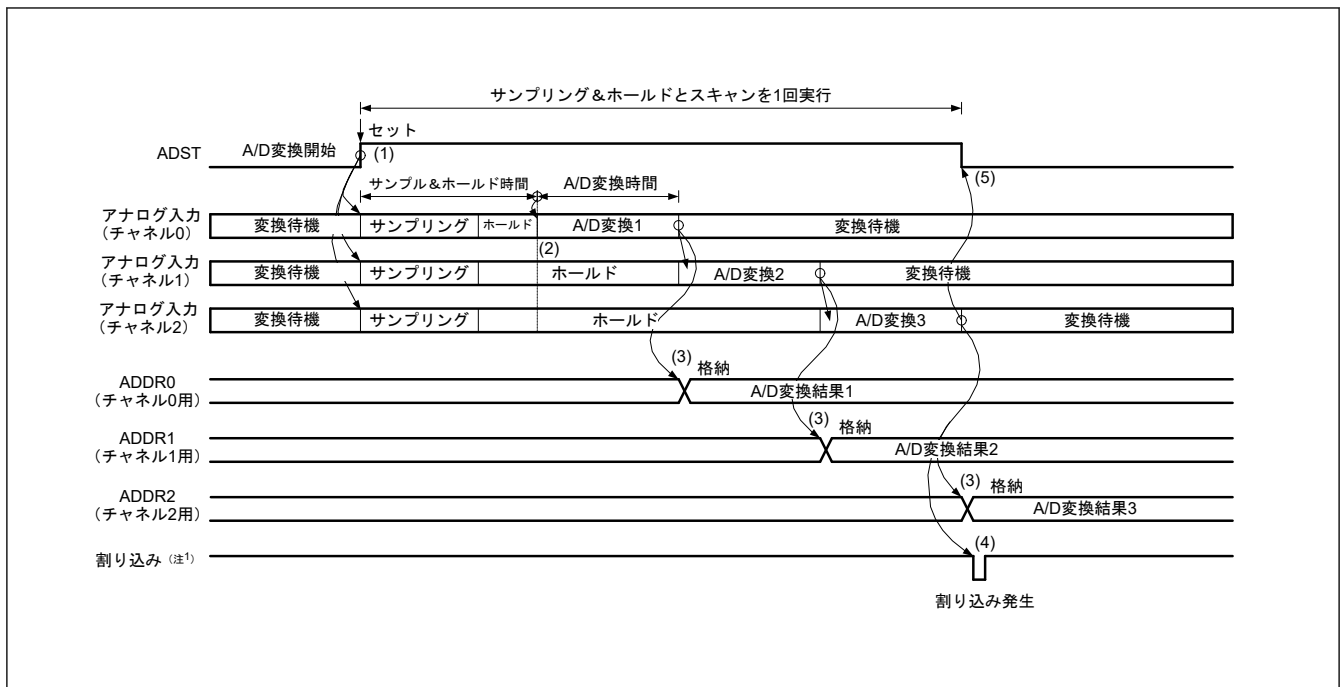 サンプリング＆ホールドとスキャンを1回実行
セット
ADST
A/D変換開始
(1)
(5)
サンプル＆ホールド時間
A/D変換時間
アナログ入力
（チャネル0）
変換待機
サンプリング
ホールド
A/D変換1
変換待機
(2)
アナログ入力
（チャネル1）
変換待機
サンプリング
ホールド
A/D変換2
変換待機
アナログ入力
（チャネル2）
変換待機
サンプリング
ホールド
A/D変換3
変換待機
ADDR0
（チャネル0用）
(3)
格納
A/D変換結果1
ADDR1
（チャネル1用）
(3)
格納
A/D変換結果2
ADDR2
（チャネル2用）
(3)
格納
A/D変換結果3
割り込み（注1）
(4)
割り込み発生